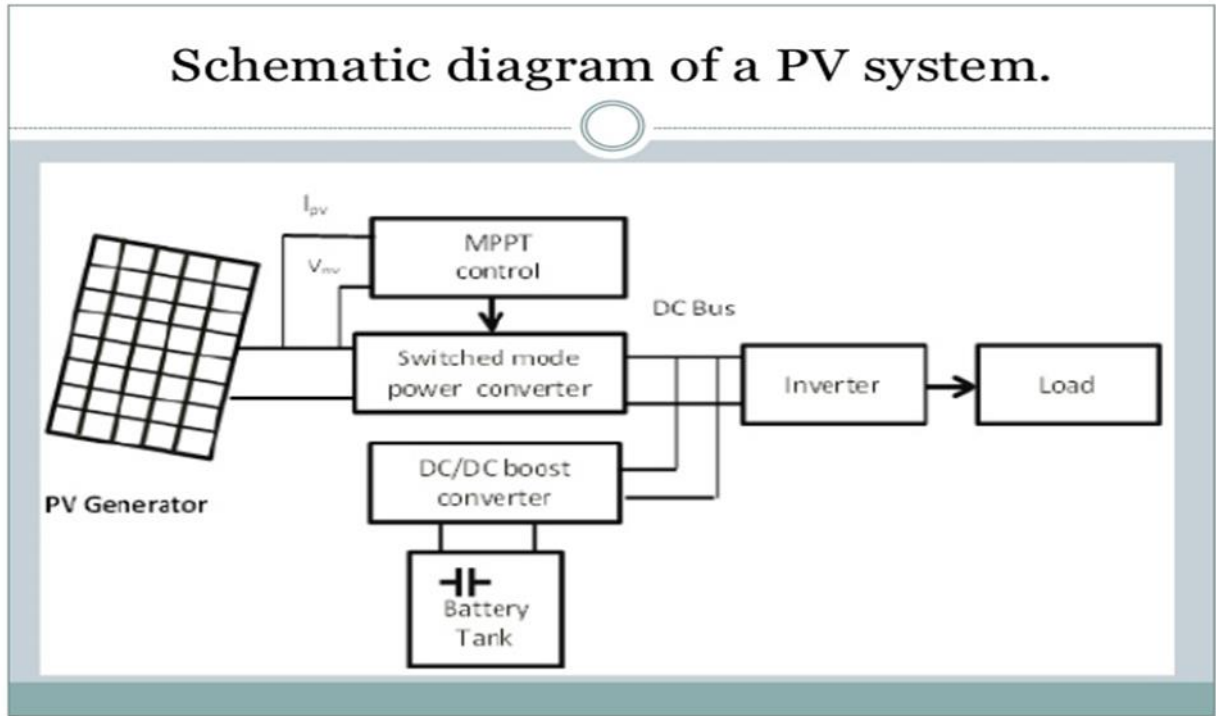 Schematic diagram of a PV system.
Ipv
MPPT
control
Vpv
DC Bus
Switched mode
power converter
Inverter
Load
DC/DC boost
converter
PV Generator
Battery
Tank